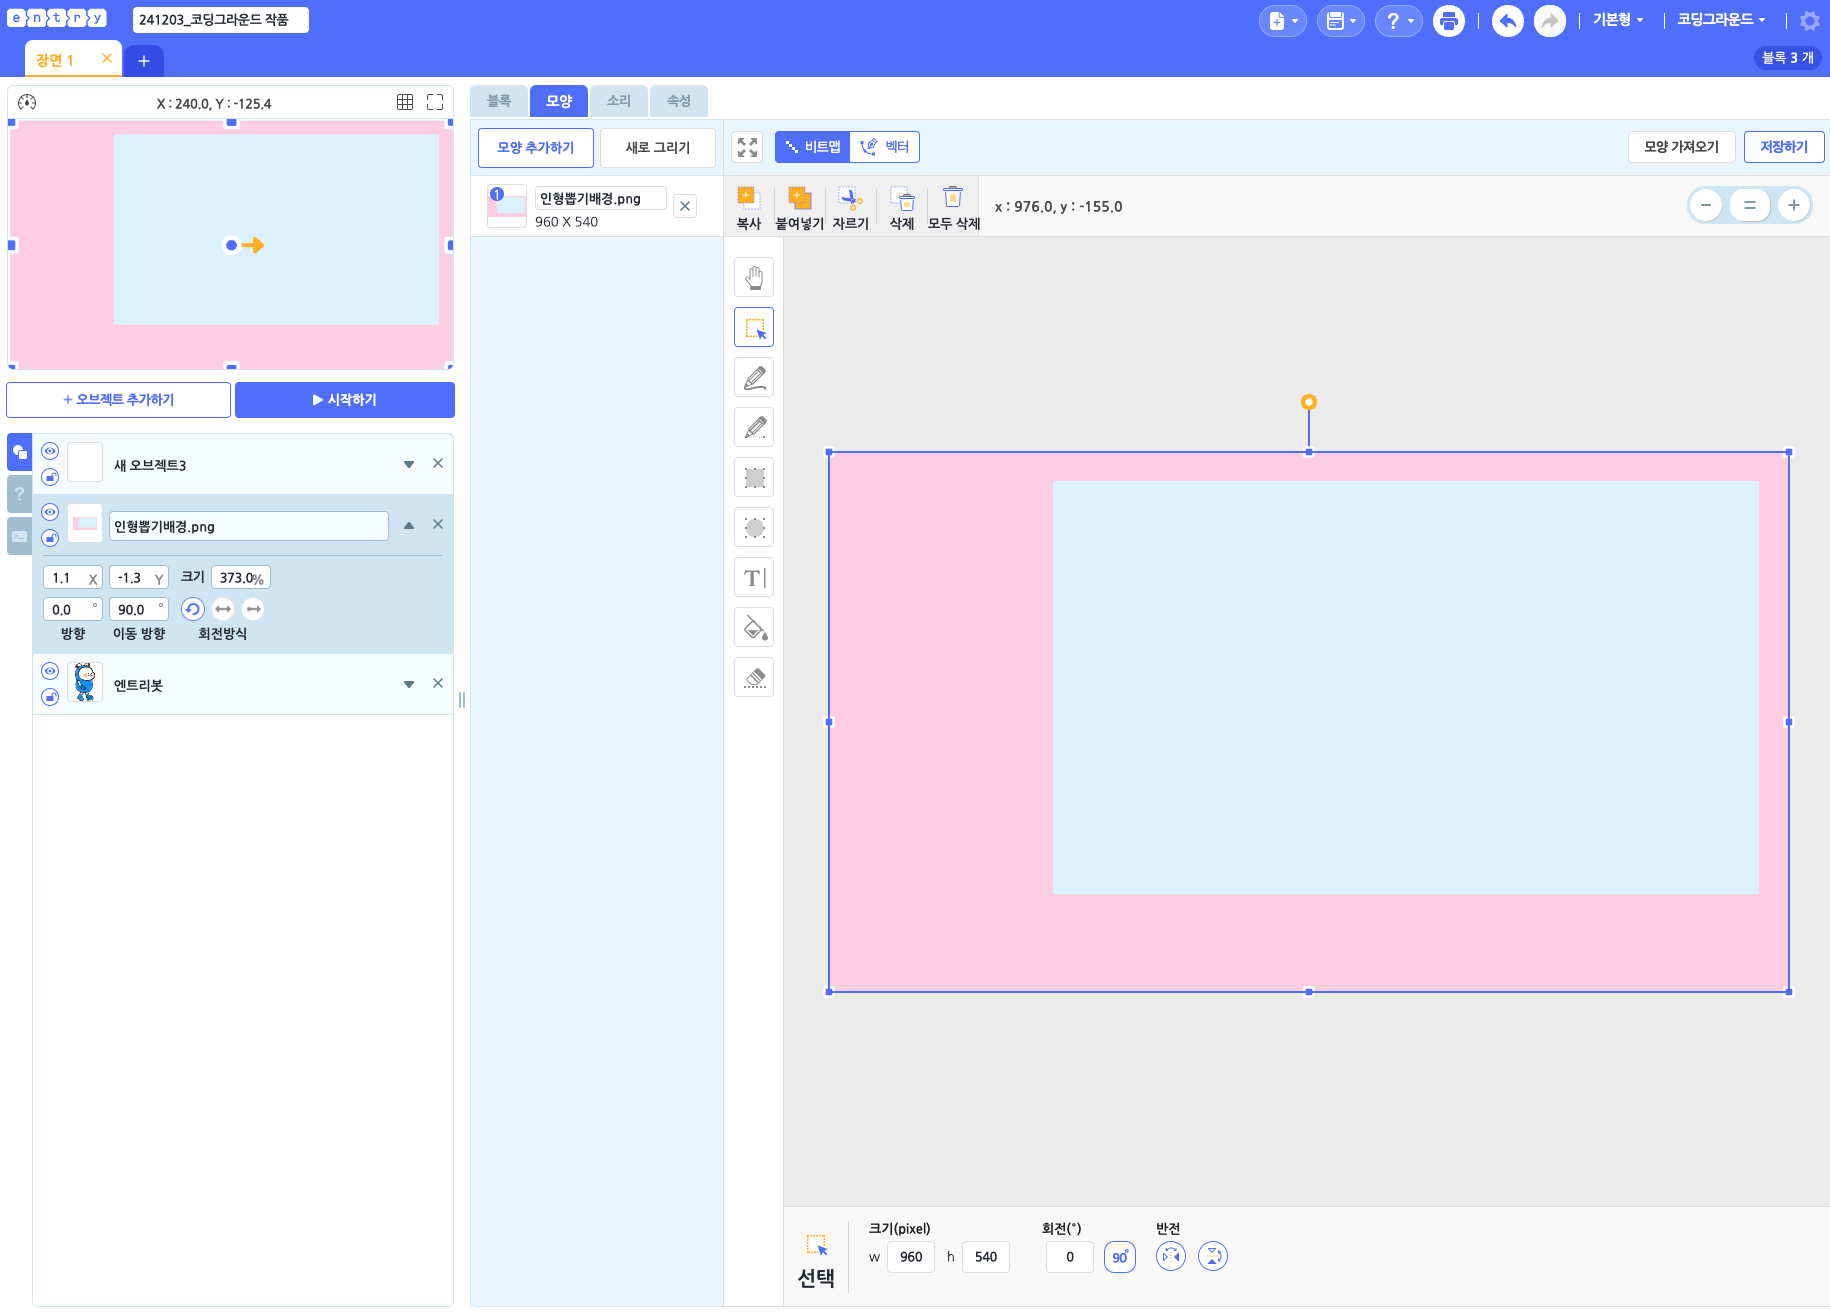 entry
241203_코딩그라운드 작품
기본형
코딩그라운드
장면 1
블록 3 개
X : 240.0, Y : -125.4
블록
모양
소리
속성
모양 추가하기
새로 그리기
비트맵
벡터
모양 가져오기
저장하기
1
인형뽑기배경.png
960 X 540
복사
붙여넣기
자르기
삭제
모두 삭제
x : 976.0, y : -155.0
T
+ 오브젝트 추가하기
시작하기
새 오브젝트3
인형뽑기배경.png
1.1 X
-1.3 Y
크기
373.0%
0.0 °
90.0 °
방향
이동 방향
회전방식
엔트리봇
선택
크기(pixel)
회전(°)
반전
w 960 h 540
0
90°